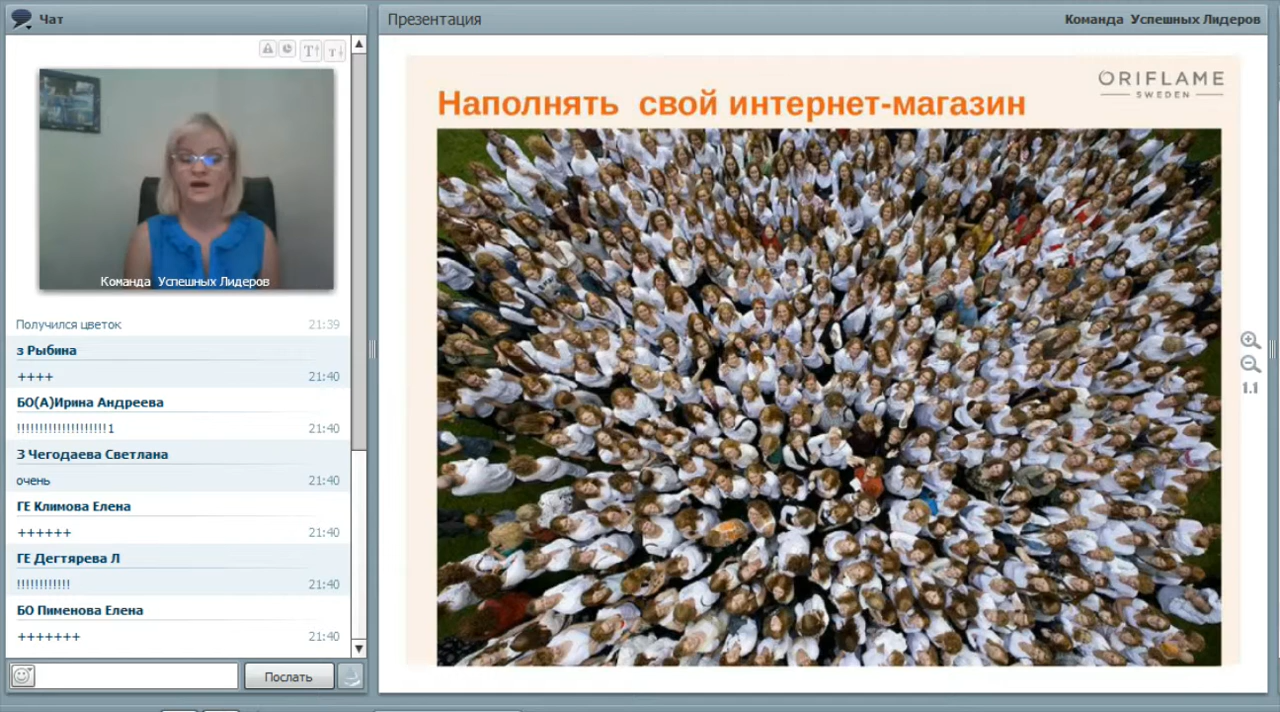 Чат
Команда Успешных Лидеров
Получился цветок 21:39
з Рыбина
++++ 21:40
БО(А)Ирина Андреева
!!!!!!!!!!!!!!!!!!!!1 21:40
З Чегодаева Светлана
очень 21:40
ГЕ Климова Елена
++++++ 21:40
ГЕ Дегтярева Л
!!!!!!!!!!!! 21:40
БО Пименова Елена
+++++++ 21:40
Послать
Презентация
Команда Успешных Лидеров
ORIFLAME
SWEDEN
Наполнять свой интернет-магазин
1.1